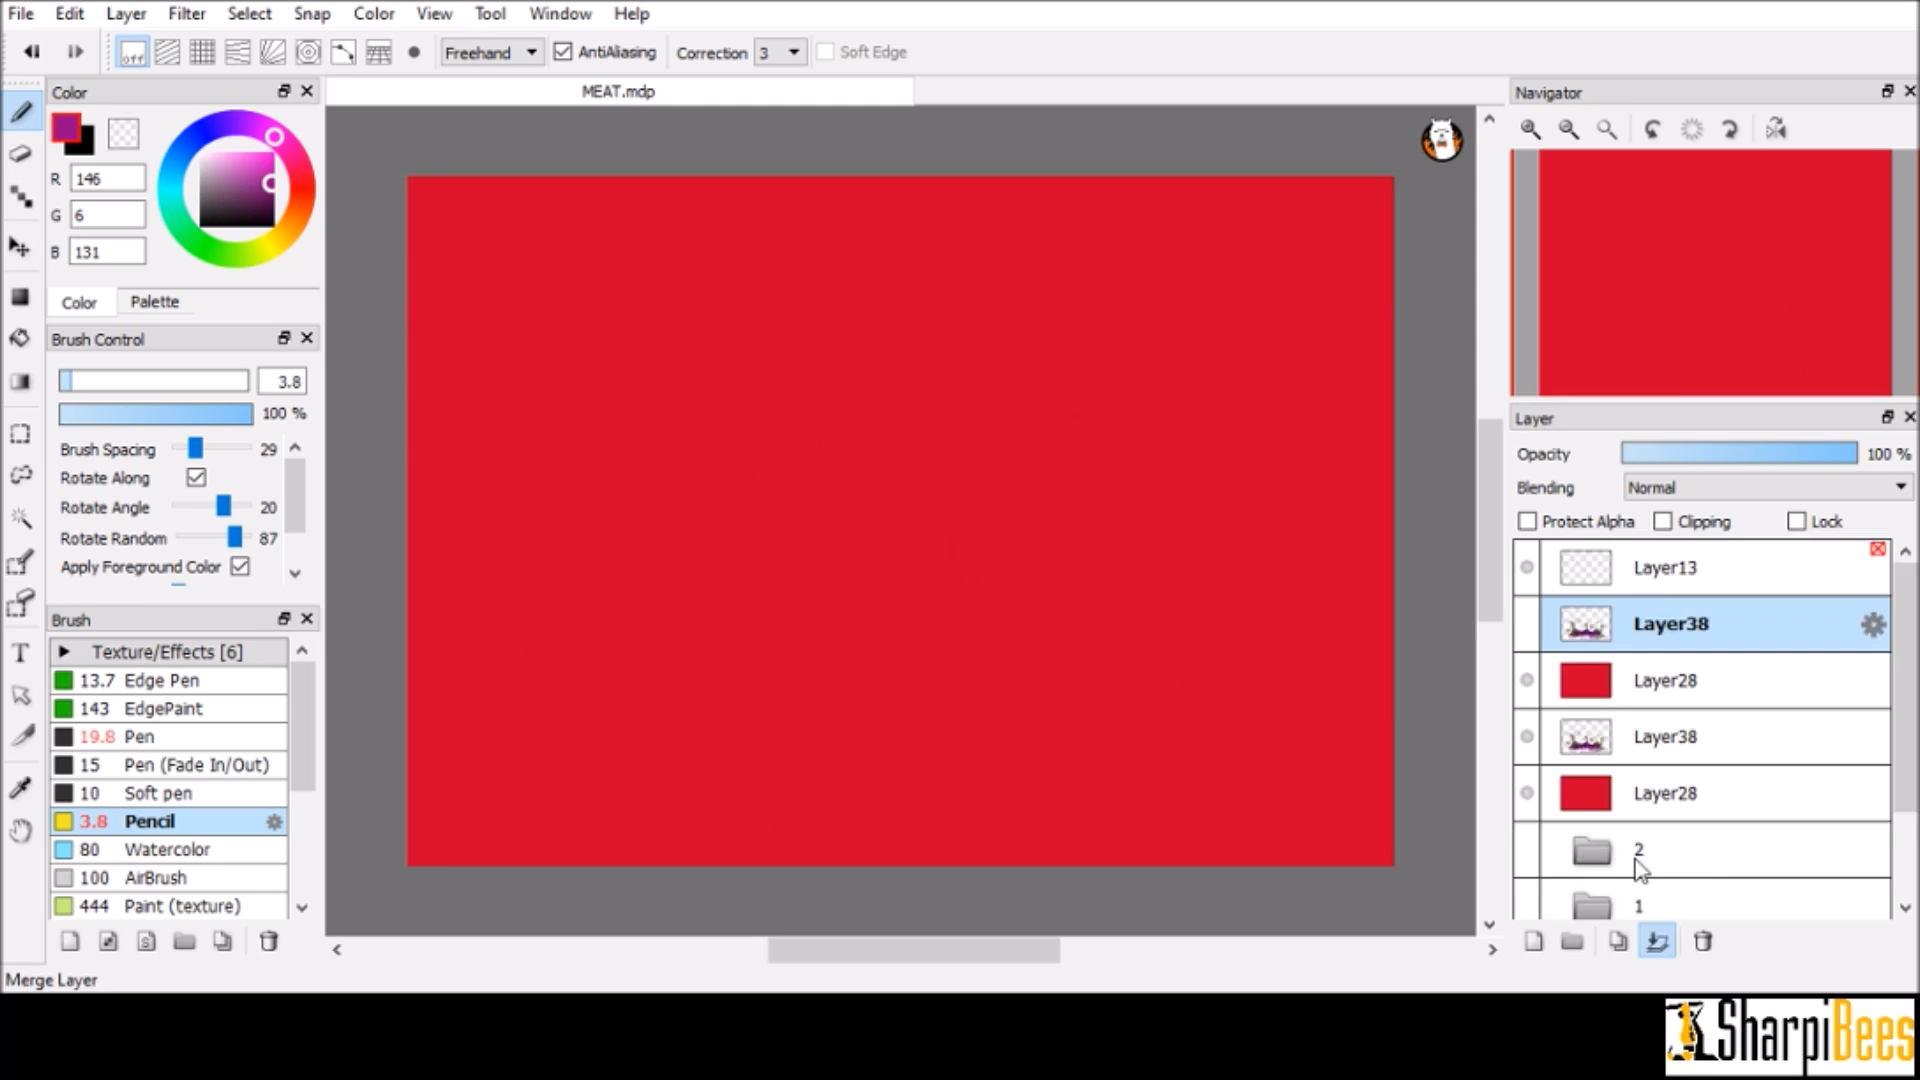 File Edit Layer Filter Select Snap Color View Tool Window Help
off Freehand AntiAliasing Correction 3 Soft Edge
Color
MEAT.mdp
Navigator
R 146
G 6
B 131
Color Palette
Brush Control
3.8
100 %
Brush Spacing 29
Rotate Along
Rotate Angle 20
Rotate Random 87
Apply Foreground Color
Brush
Texture/Effects [6]
13.7 Edge Pen
143 EdgePaint
19.8 Pen
15 Pen (Fade In/Out)
10 Soft pen
3.8 Pencil
80 Watercolor
100 AirBrush
444 Paint (texture)
Layer
Opacity 100 %
Blending Normal
Protect Alpha Clipping Lock
Layer13
Layer38
Layer28
Layer38
Layer28
2
1
Merge Layer
SharpiBees